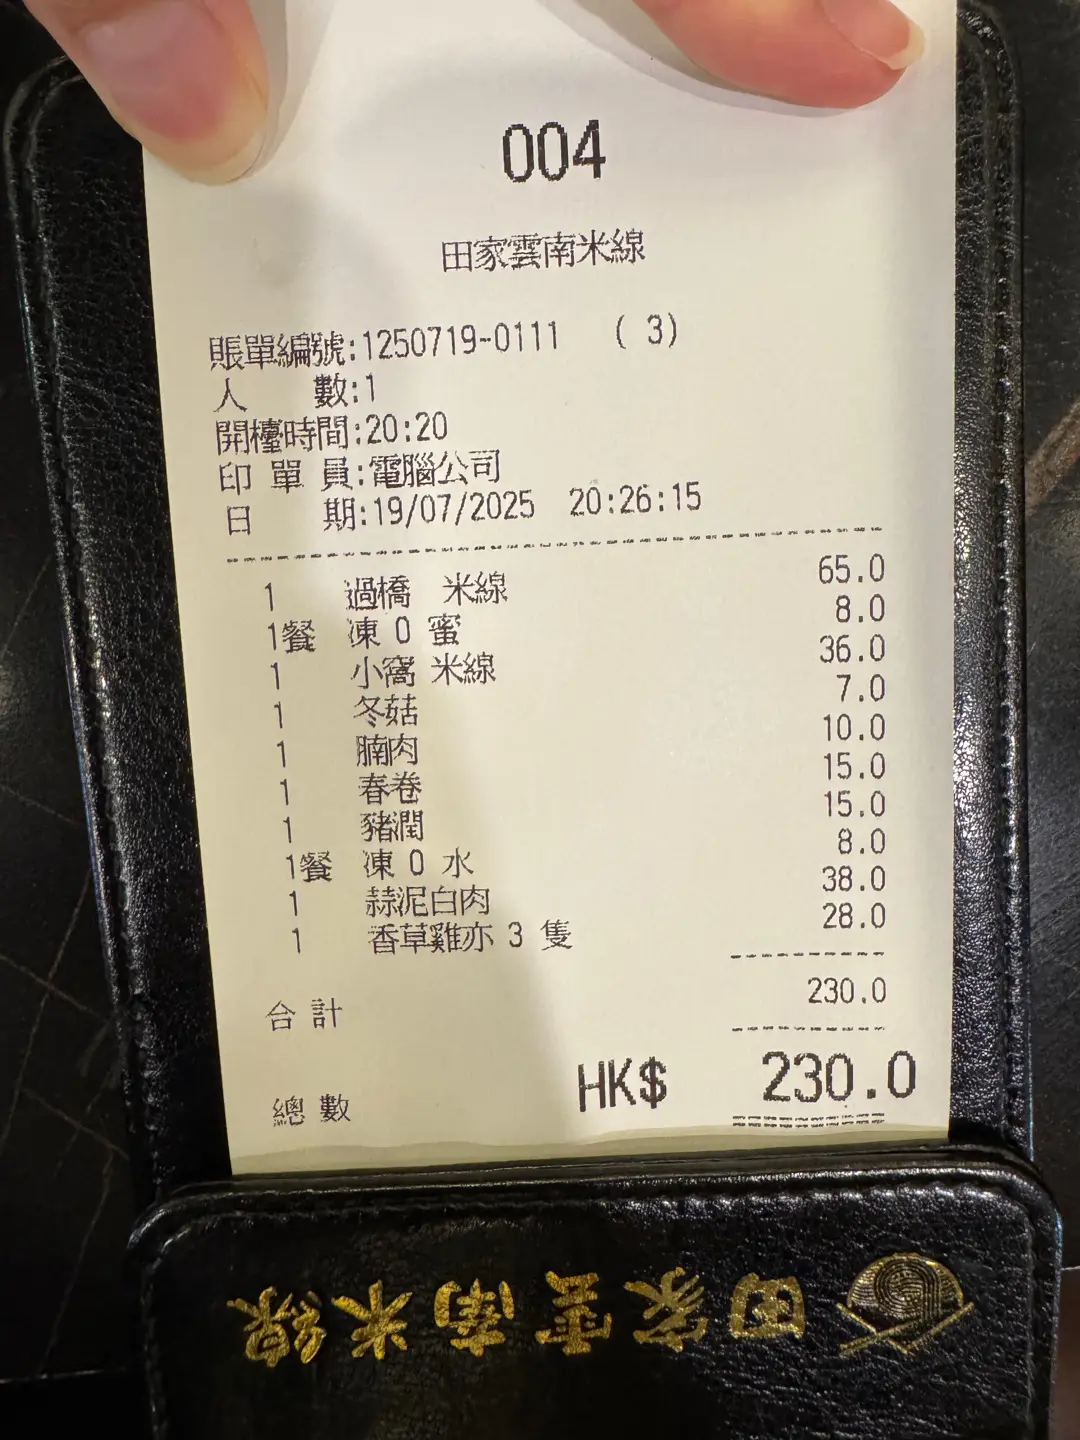 004
田家雲南米線
賬單編號:1250719-0111 ( 3)
人 數:1
開檯時間:20:20
印 單 員:電腦公司
日 期:19/07/2025 20:26:15
1 過橋 米線 65.0
1餐 凍 0 蜜 8.0
1 小窩 米線 36.0
1 冬菇 7.0
1 腩肉 10.0
1 春卷 15.0
1 豬潤 15.0
1餐 凍 0 水 8.0
1 蒜泥白肉 38.0
1 香草雞亦 3 隻 28.0
合 計 230.0
總 數 HK$ 230.0
田家雲南米線